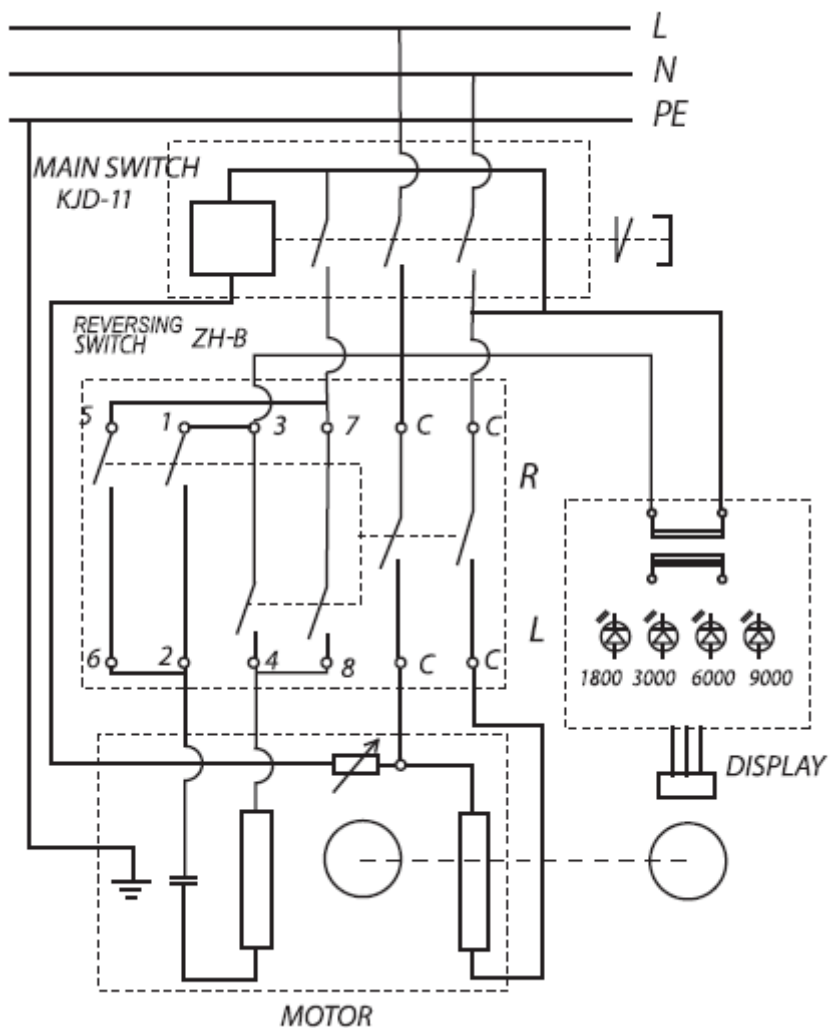 L
N
PE
MAIN SWITCH
KJD-11
REVERSING
SWITCH
ZH-B
5 1 3 7 C C
R
L
6 2 4 8 C C
1800 3000 6000 9000
DISPLAY
MOTOR